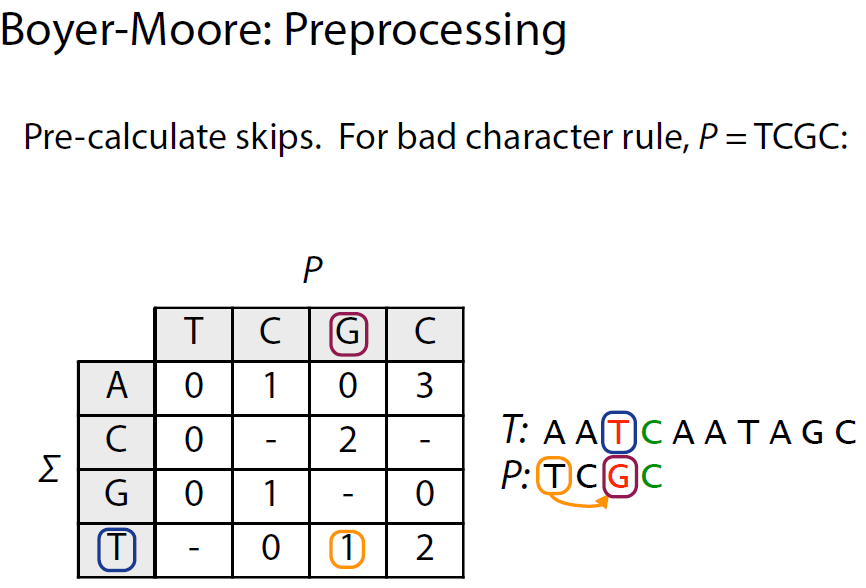 Boyer-Moore: Preprocessing
Pre-calculate skips. For bad character rule, P = TCGC:
P
T C G C
A 0 1 0 3
C 0 - 2 -
G 0 1 - 0
T - 0 1 2
Σ
T: A A T C A A T A G C
P: T C G C